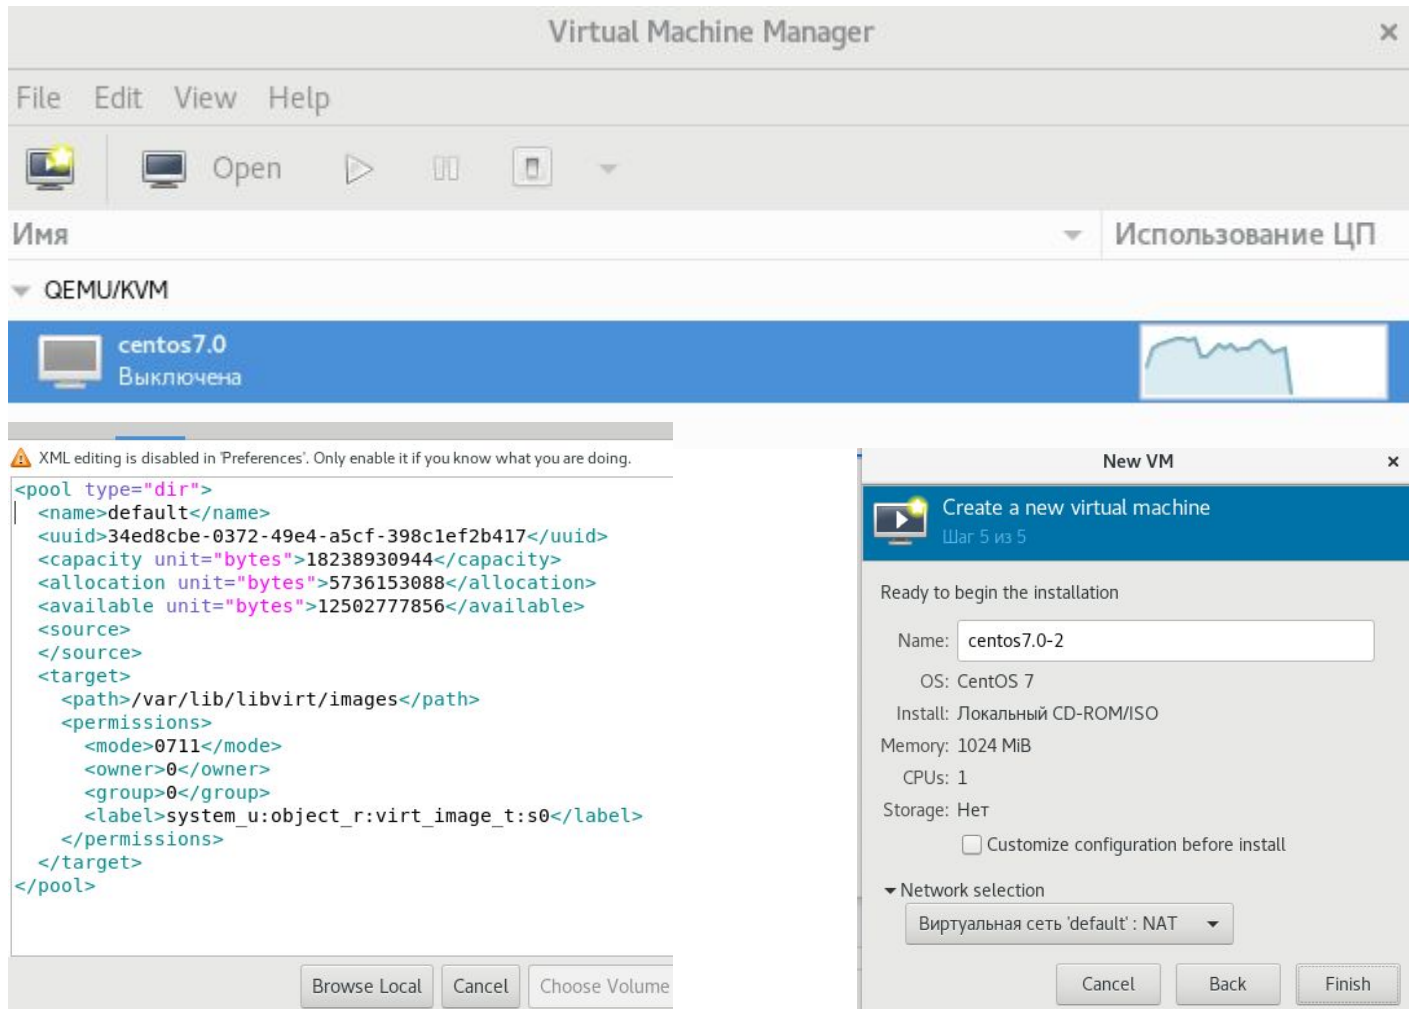 Virtual Machine Manager
File Edit View Help
Open
Имя Использование ЦП
QEMU/KVM
centos7.0
Выключена
XML editing is disabled in 'Preferences'. Only enable it if you know what you are doing.
<pool type="dir">
<name>default</name>
<uuid>34ed8cbe-0372-49e4-a5cf-398c1ef2b417</uuid>
<capacity unit="bytes">18238930944</capacity>
<allocation unit="bytes">5736153088</allocation>
<available unit="bytes">12502777856</available>
<source>
</source>
<target>
<path>/var/lib/libvirt/images</path>
<permissions>
<mode>0711</mode>
<owner>0</owner>
<group>0</group>
<label>system_u:object_r:virt_image_t:s0</label>
</permissions>
</target>
</pool>
Browse Local Cancel Choose Volume
New VM
Create a new virtual machine
Шаг 5 из 5
Ready to begin the installation
Name: centos7.0-2
OS: CentOS 7
Install: Локальный CD-ROM/ISO
Memory: 1024 MiB
CPUs: 1
Storage: Нет
Customize configuration before install
Network selection
Виртуальная сеть 'default' : NAT
Cancel Back Finish